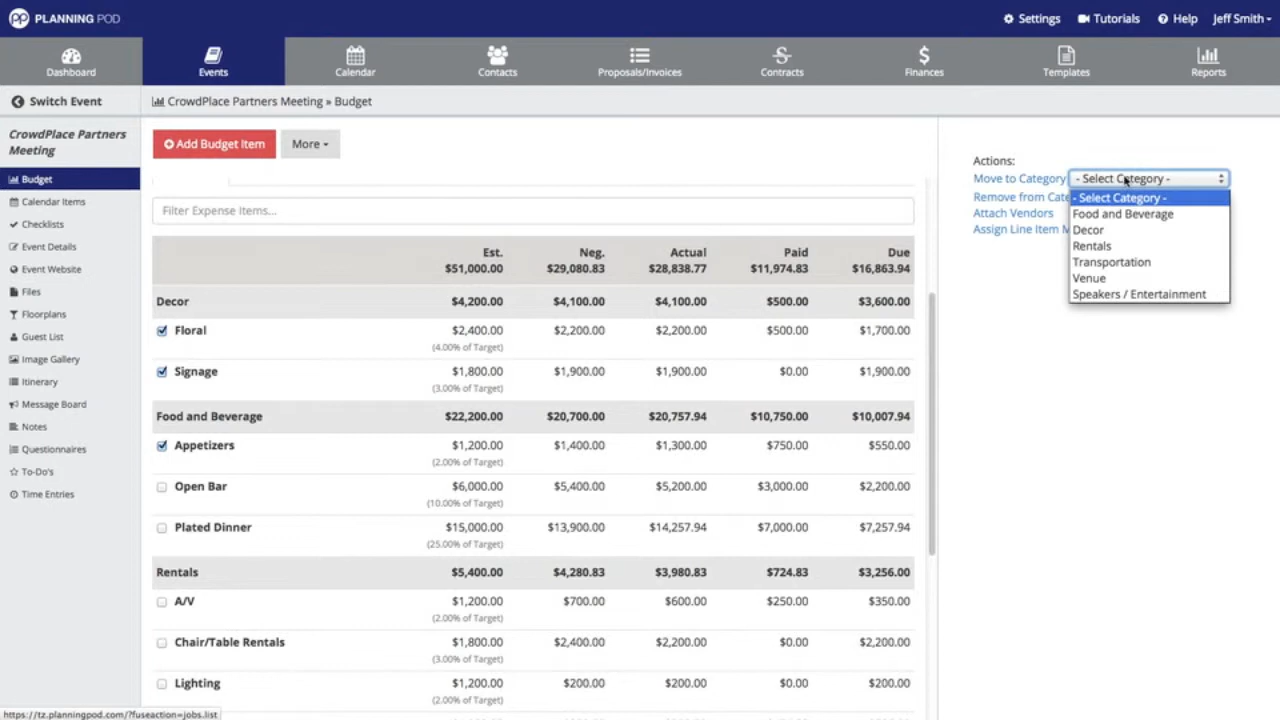 PLANNING POD
Settings Tutorials Help Jeff Smith
Dashboard Events Calendar Contacts Proposals/Invoices Contracts Finances Templates Reports
Switch Event
CrowdPlace Partners Meeting » Budget
CrowdPlace Partners
Meeting
Budget
Calendar Items
Checklists
Event Details
Event Website
Files
Floorplans
Guest List
Image Gallery
Itinerary
Message Board
Notes
Questionnaires
To-Do's
Time Entries
Add Budget Item More
Filter Expense Items...
Est. Neg. Actual Paid Due
$51,000.00 $29,080.83 $28,838.77 $11,974.83 $16,863.94
Decor $4,200.00 $4,100.00 $4,100.00 $500.00 $3,600.00
Floral $2,400.00 $2,200.00 $2,200.00 $500.00 $1,700.00
(4.00% of Target)
Signage $1,800.00 $1,900.00 $1,900.00 $0.00 $1,900.00
(3.00% of Target)
Food and Beverage $22,200.00 $20,700.00 $20,757.94 $10,750.00 $10,007.94
Appetizers $1,200.00 $1,400.00 $1,300.00 $750.00 $550.00
(2.00% of Target)
Open Bar $6,000.00 $5,400.00 $5,200.00 $3,000.00 $2,200.00
(10.00% of Target)
Plated Dinner $15,000.00 $13,900.00 $14,257.94 $7,000.00 $7,257.94
(25.00% of Target)
Rentals $5,400.00 $4,280.83 $3,980.83 $724.83 $3,256.00
A/V $1,200.00 $700.00 $600.00 $250.00 $350.00
(2.00% of Target)
Chair/Table Rentals $1,800.00 $2,400.00 $2,200.00 $0.00 $2,200.00
(3.00% of Target)
Lighting $1,200.00 $200.00 $200.00 $0.00 $200.00
(2.00% of Target)
Actions:
Move to Category - Select Category -
Remove from Cate
Attach Vendors
Assign Line Item M
- Select Category -
Food and Beverage
Decor
Rentals
Transportation
Venue
Speakers / Entertainment
https://tz.planningpod.com/?fuseaction=jobs.list